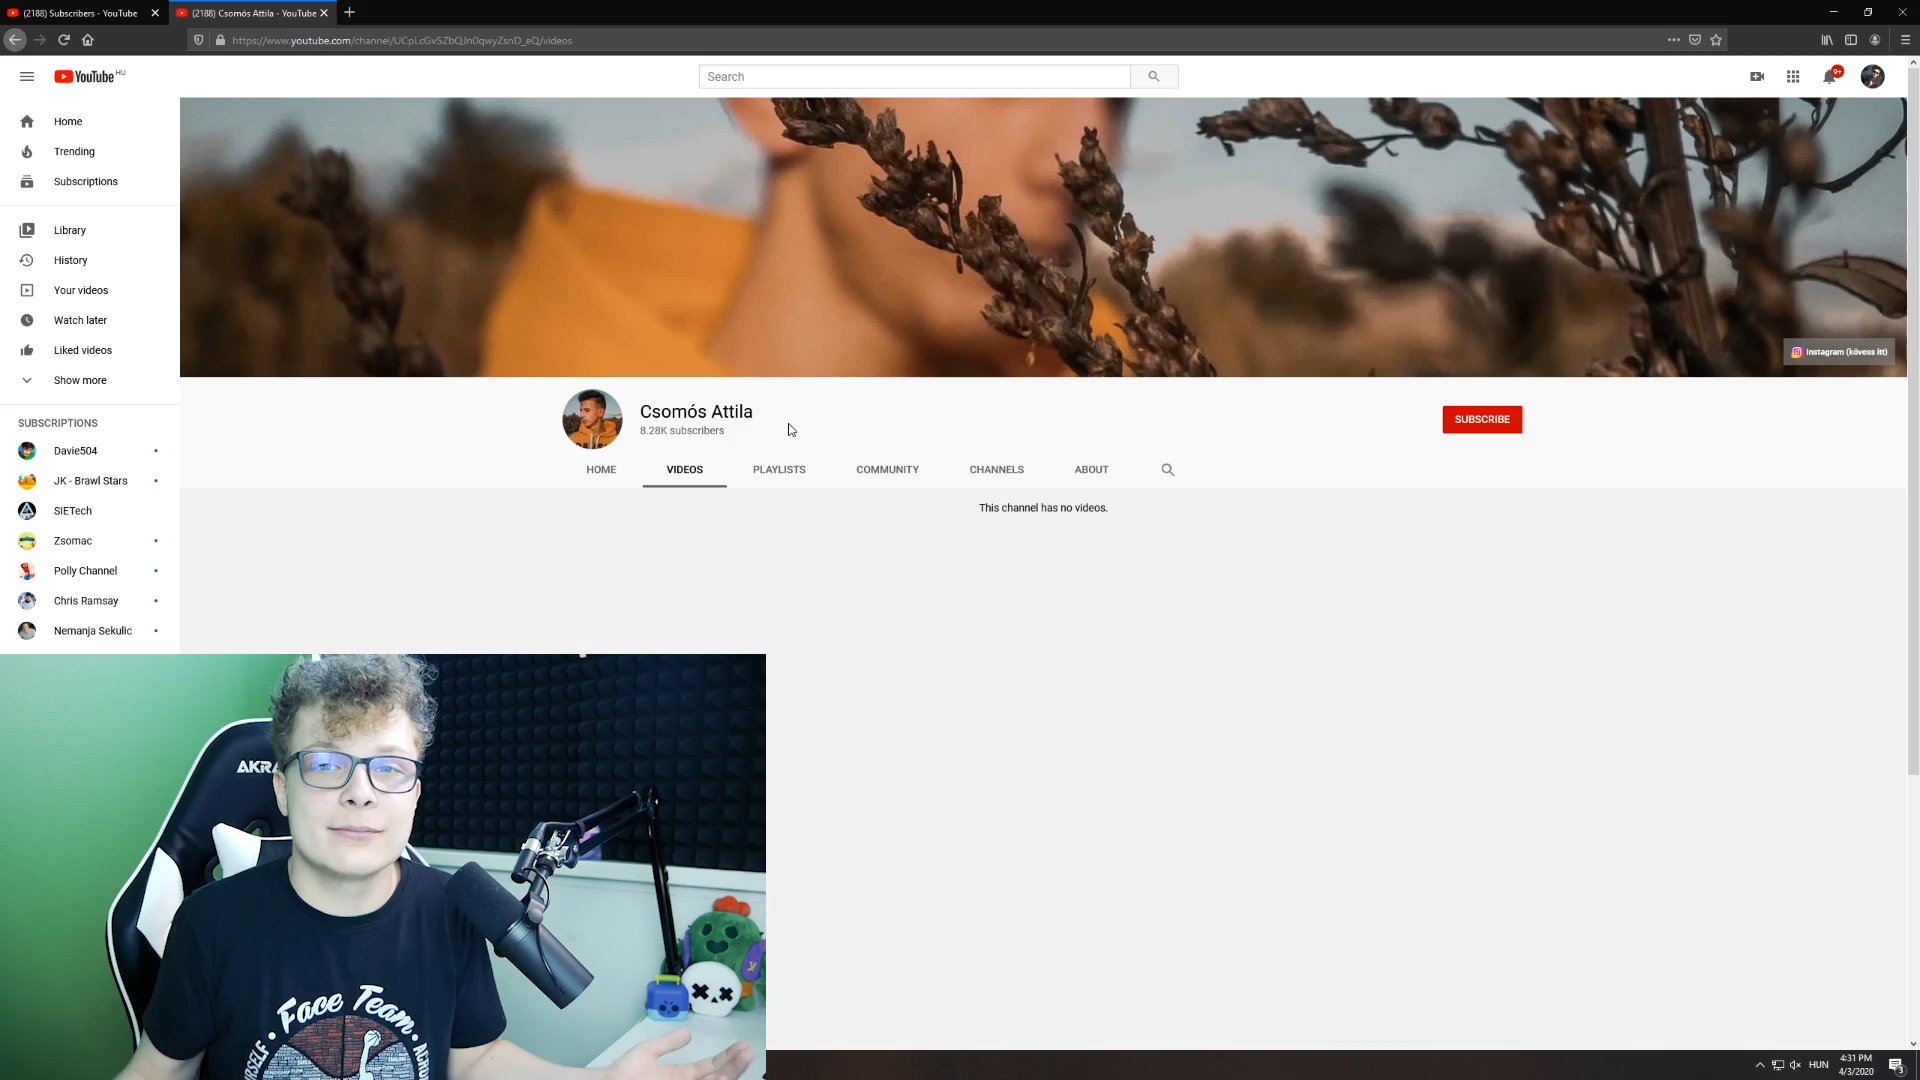 (2188) Subscribers - YouTube
(2188) Csomós Attila - YouTube
https://www.youtube.com/channel/UCpLcGv5ZbQJn0qwyZsnD_eQ/videos
YouTube HU
Search
9+
Home
Trending
Subscriptions
Library
History
Your videos
Watch later
Liked videos
Show more
SUBSCRIPTIONS
Davie504
JK - Brawl Stars
SIETech
Zsomac
Polly Channel
Chris Ramsay
Nemanja Sekulic
Instagram (kövess itt)
Csomós Attila
8.28K subscribers
SUBSCRIBE
HOME
VIDEOS
PLAYLISTS
COMMUNITY
CHANNELS
ABOUT
This channel has no videos.
Face Team
HUN
4:31 PM
4/3/2020
3